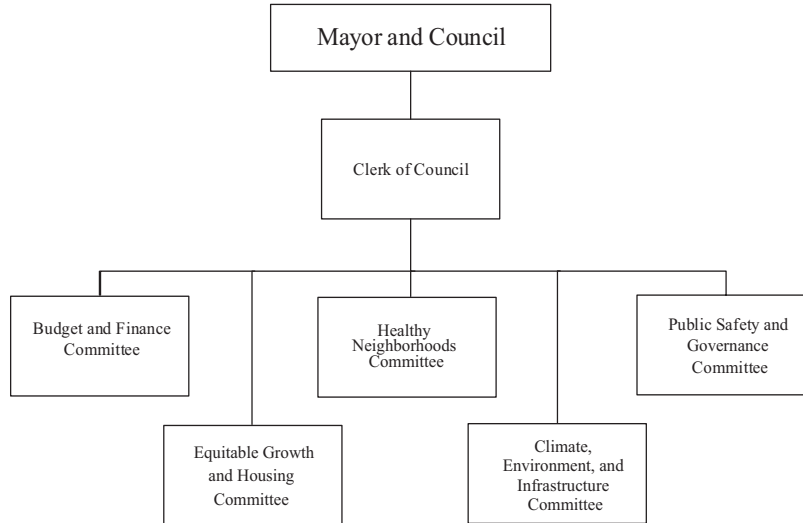 Mayor and Council
Clerk of Council
Budget and Finance
Committee
Healthy
Neighborhoods
Committee
Public Safety and
Governance
Committee
Equitable Growth
and Housing
Committee
Climate,
Environment, and
Infrastructure
Committee